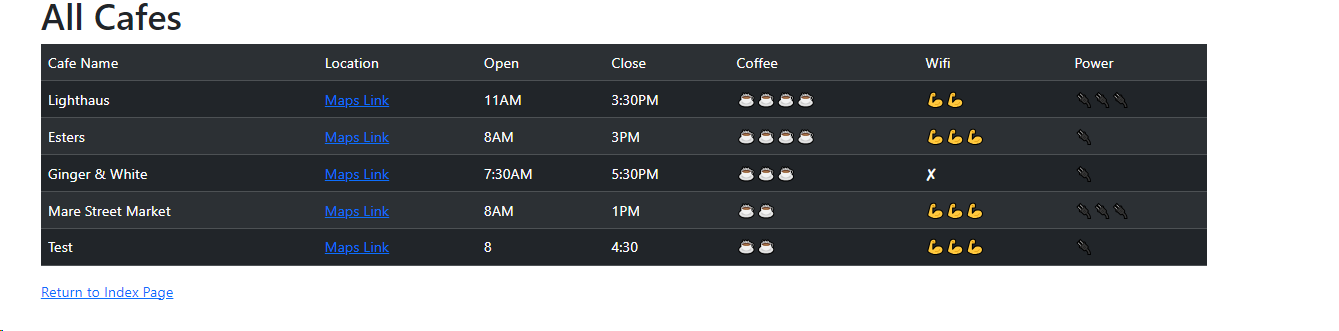 All Cafes
Cafe Name Location Open Close Coffee Wifi Power
Lighthaus Maps Link 11AM 3:30PM ☕☕☕☕ 💪💪 🔌🔌🔌
Esters Maps Link 8AM 3PM ☕☕☕☕ 💪💪💪 🔌
Ginger & White Maps Link 7:30AM 5:30PM ☕☕☕ ✘ 🔌
Mare Street Market Maps Link 8AM 1PM ☕☕ 💪💪💪 🔌🔌🔌
Test Maps Link 8 4:30 ☕☕ 💪💪💪 🔌
Return to Index Page